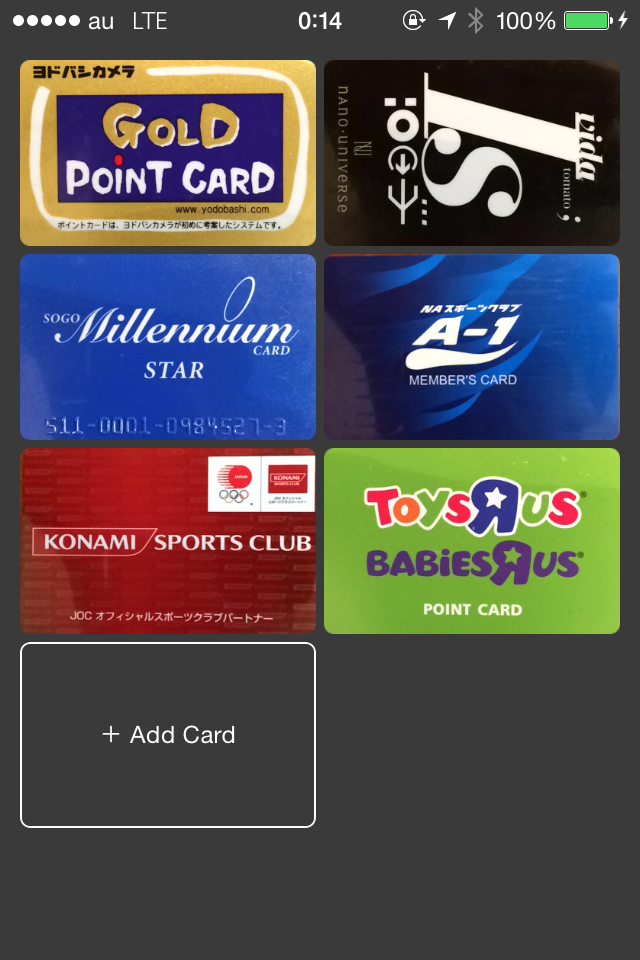 au LTE 0:14 100%
ヨドバシカメラ
GOLD
POINT CARD
www.yodobashi.com
ポイントカードは、ヨドバシカメラが初めに考案したシステムです。
vida
tomato
nano·universe
SOGO Millennium
CARD
STAR
511-0001-0984527-3
NAスポーツクラブ
A-1
MEMBER'S CARD
JAPAN
KONAMI
SPORTS CLUB
JOC オフィシャル
スポーツクラブパートナー
KONAMI SPORTS CLUB
JOC オフィシャルスポーツクラブパートナー
TOYSЯUS®
BABIESЯUS®
POINT CARD
+ Add Card